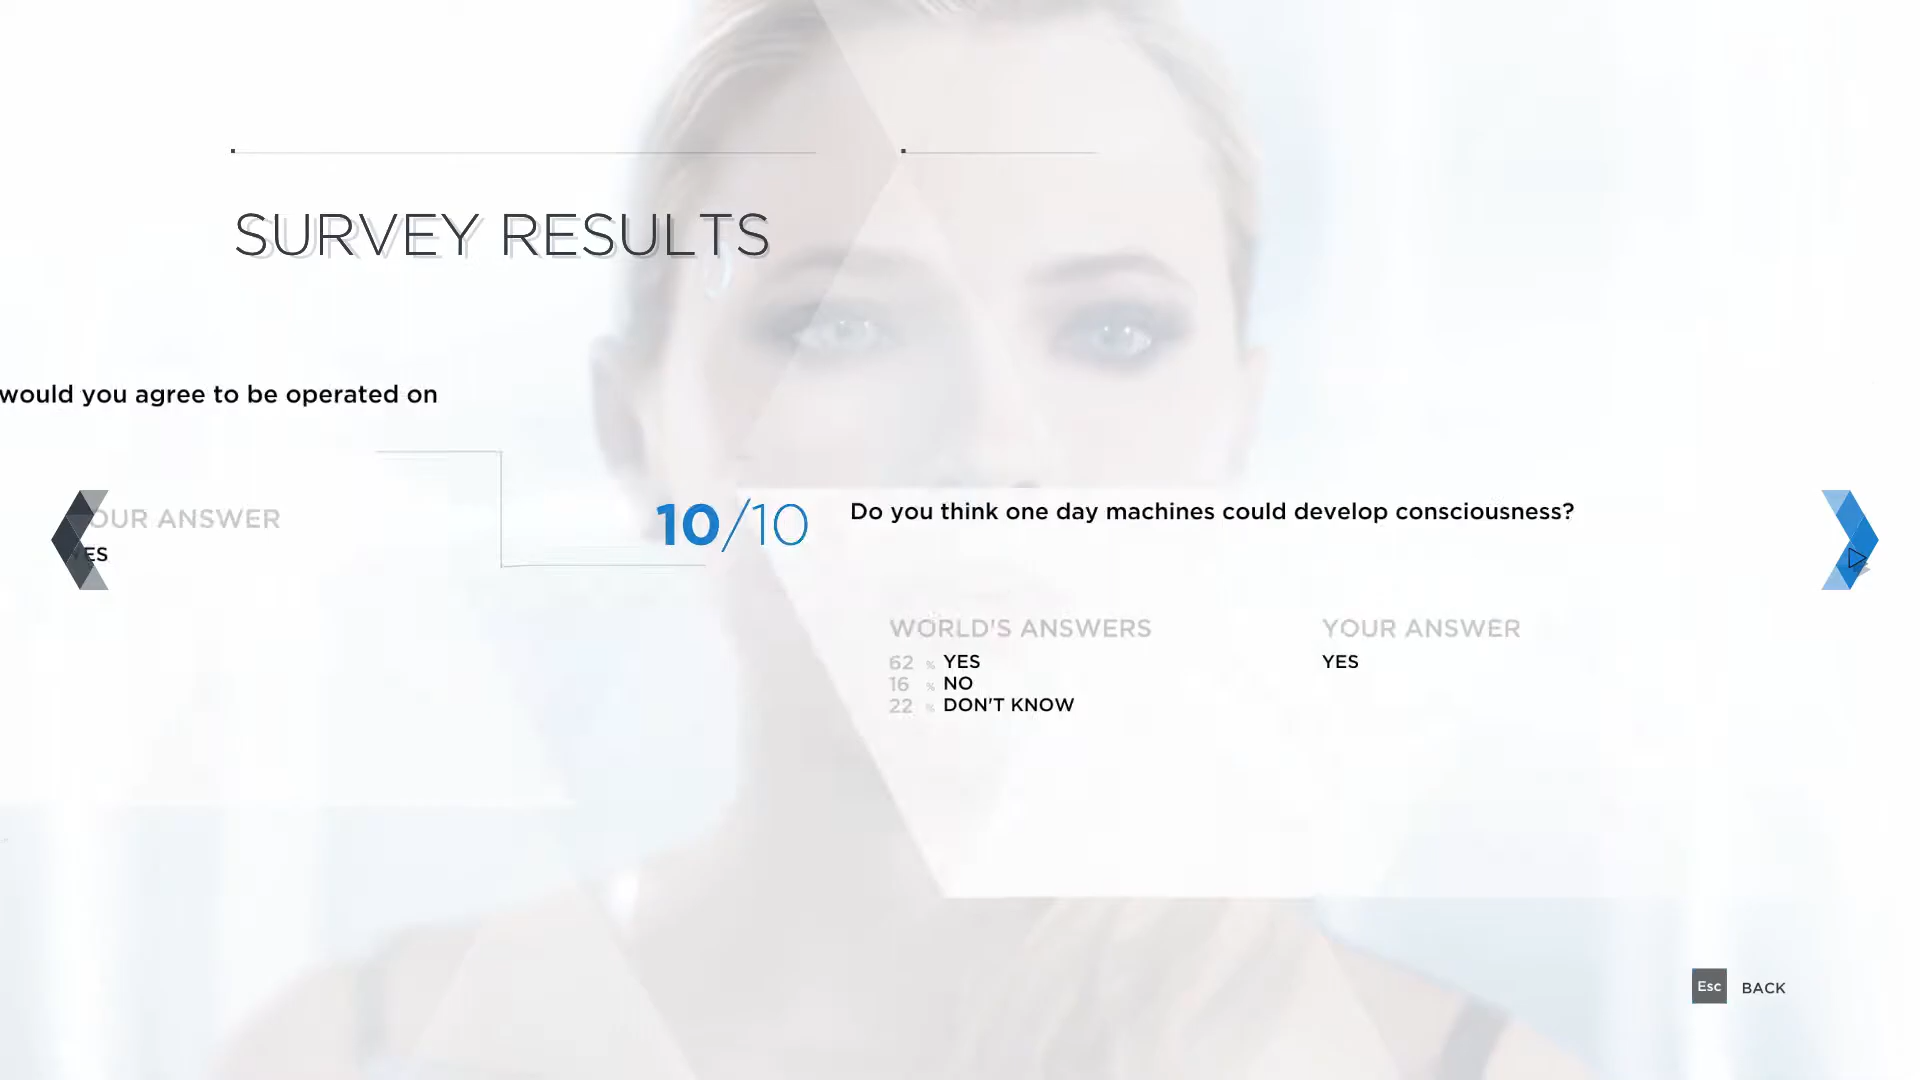 SURVEY RESULTS
would you agree to be operated on
OUR ANSWER
YES
10/10
Do you think one day machines could develop consciousness?
WORLD'S ANSWERS
62 % YES
16 % NO
22 % DON'T KNOW
YOUR ANSWER
YES
Esc BACK